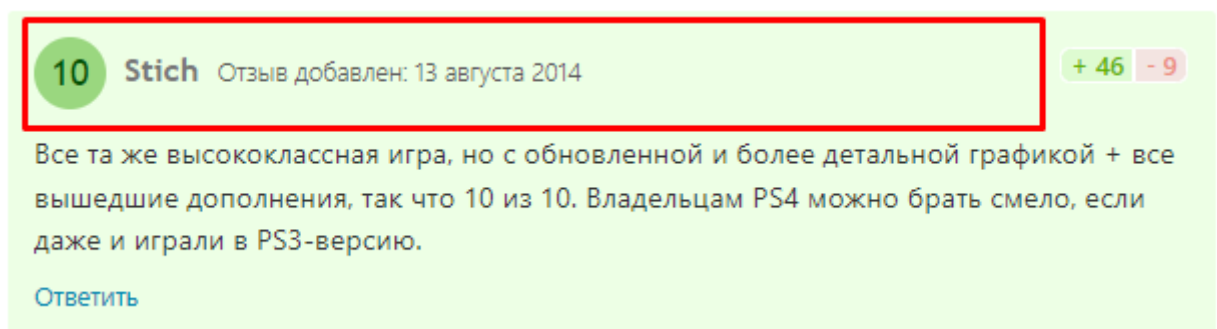 10 Stich Отзыв добавлен: 13 августа 2014 + 46 - 9
Все та же высококлассная игра, но с обновленной и более детальной графикой + все
вышедшие дополнения, так что 10 из 10. Владельцам PS4 можно брать смело, если
даже и играли в PS3-версию.
Ответить